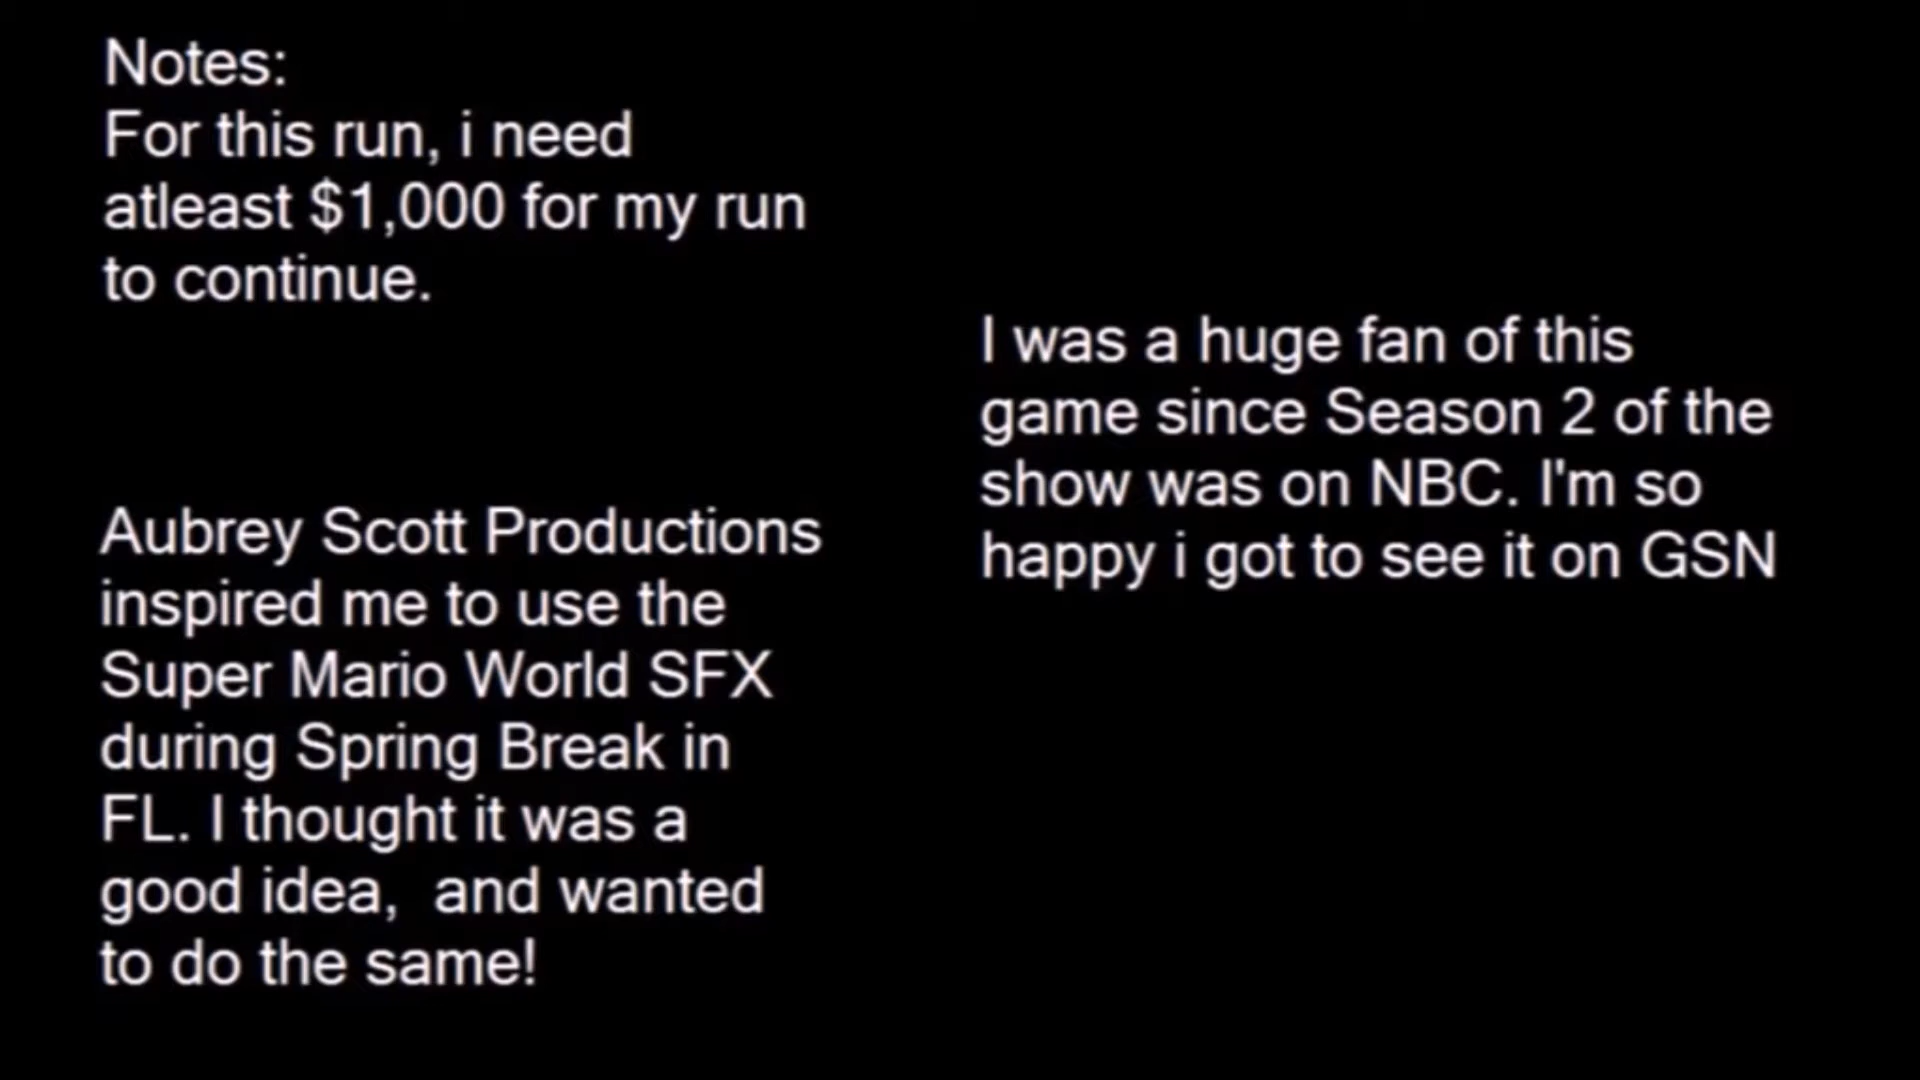 Notes:
For this run, i need
atleast $1,000 for my run
to continue.
Aubrey Scott Productions
inspired me to use the
Super Mario World SFX
during Spring Break in
FL. I thought it was a
good idea,  and wanted
to do the same!
I was a huge fan of this
game since Season 2 of the
show was on NBC. I'm so
happy i got to see it on GSN